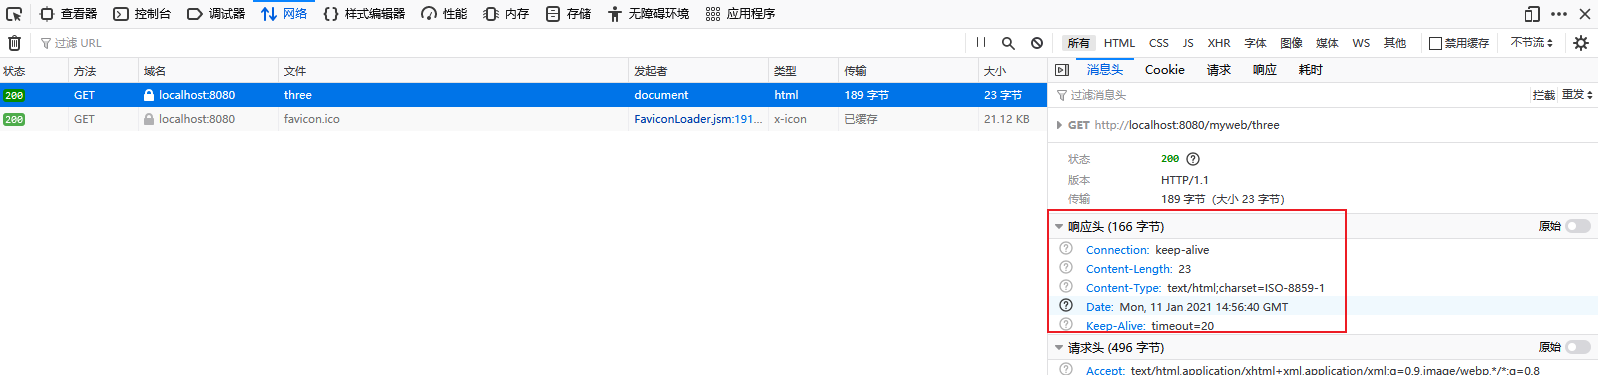 查看器 控制台 调试器 网络 样式编辑器 性能 内存 存储 无障碍环境 应用程序
过滤 URL 所有 HTML CSS JS XHR 字体 图像 媒体 WS 其他 禁用缓存 不节流
状态 方法 域名 文件 发起者 类型 传输 大小
200 GET localhost:8080 three document html 189 字节 23 字节
200 GET localhost:8080 favicon.ico FaviconLoader.jsm:191... x-icon 已缓存 21.12 KB
消息头 Cookie 请求 响应 耗时
过滤消息头 拦截 重发
GET http://localhost:8080/myweb/three
状态 200
版本 HTTP/1.1
传输 189 字节（大小 23 字节）
响应头 (166 字节) 原始
Connection: keep-alive
Content-Length: 23
Content-Type: text/html;charset=ISO-8859-1
Date: Mon, 11 Jan 2021 14:56:40 GMT
Keep-Alive: timeout=20
请求头 (496 字节) 原始
Accept: text/html,application/xhtml+xml,application/xml;q=0.9,image/webp,*/*;q=0.8